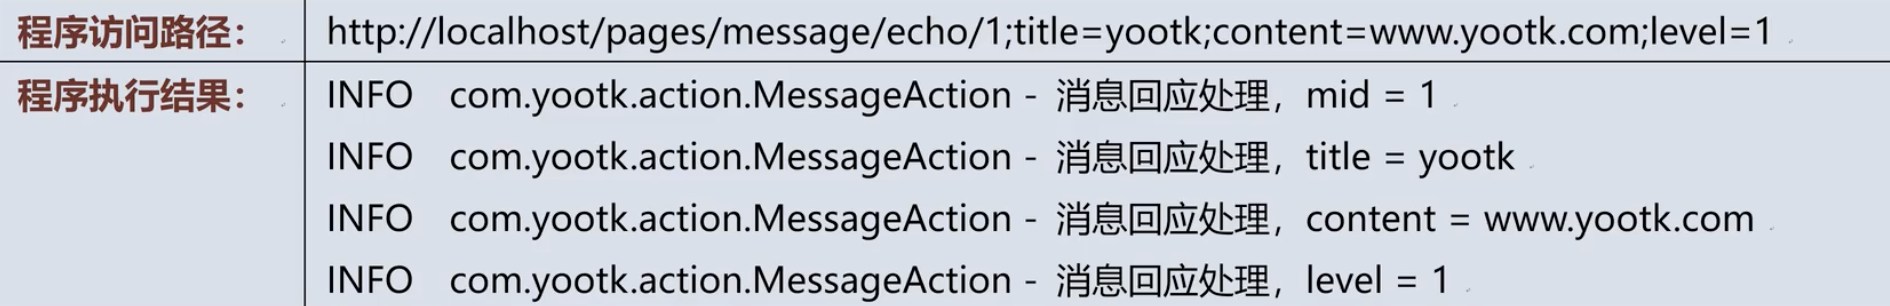 程序访问路径： http://localhost/pages/message/echo/1;title=yootk;content=www.yootk.com;level=1
程序执行结果： INFO com.yootk.action.MessageAction - 消息回应处理，mid = 1
INFO com.yootk.action.MessageAction - 消息回应处理，title = yootk
INFO com.yootk.action.MessageAction - 消息回应处理，content = www.yootk.com
INFO com.yootk.action.MessageAction - 消息回应处理，level = 1